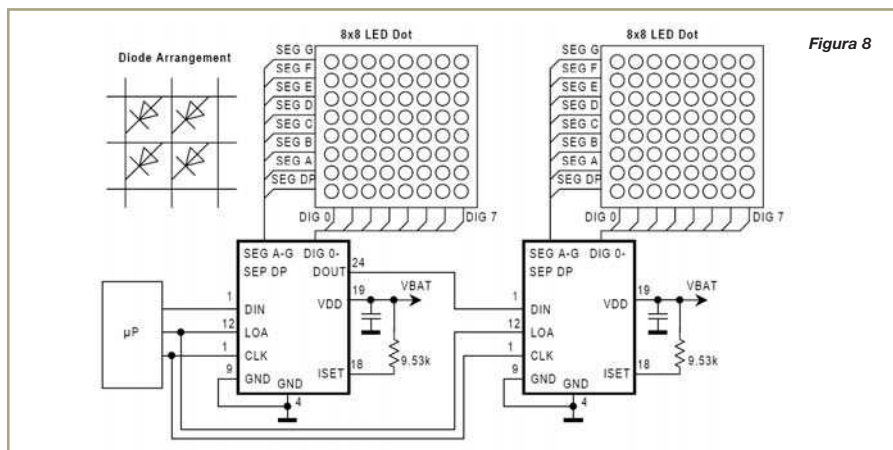 8x8 LED Dot
8x8 LED Dot
Figura 8
Diode Arrangement
SEG G
SEG F
SEG E
SEG D
SEG C
SEG B
SEG A
SEG DP
DIG 0
DIG 7
SEG G
SEG F
SEG E
SEG D
SEG C
SEG B
SEG A
SEG DP
DIG 0
DIG 7
µP
SEG A-G DIG 0-
SEP DP DOUT
24
1
DIN
12
LOA
1
CLK
9
GND
GND
4
VDD
19
VBAT
ISET
18
9.53k
SEG A-G DIG 0-
SEP DP
1
DIN
12
LOA
1
CLK
9
GND
GND
4
VDD
19
VBAT
ISET
18
9.53k